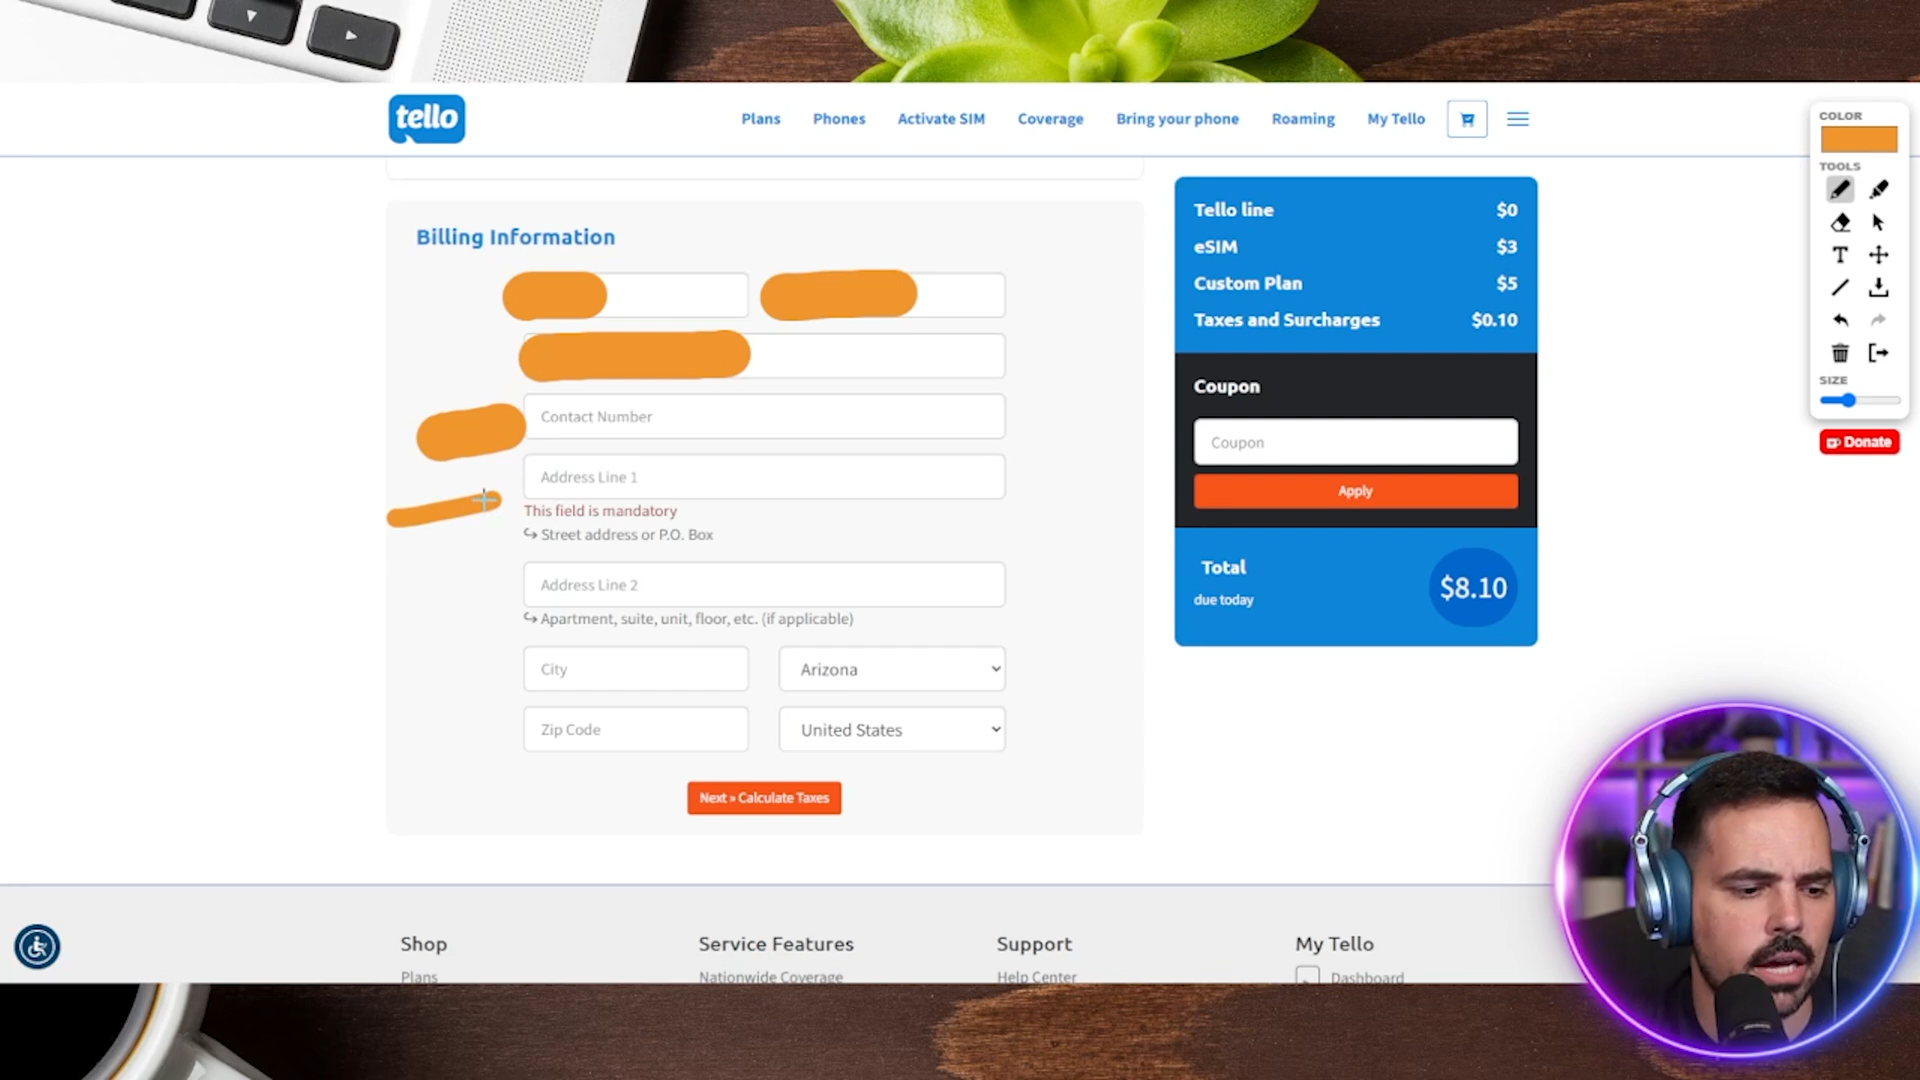 tello
Plans
Phones
Activate SIM
Coverage
Bring your phone
Roaming
My Tello
COLOR
TOOLS
T
SIZE
Donate
Billing Information
Contact Number
Address Line 1
This field is mandatory
↪ Street address or P.O. Box
Address Line 2
↪ Apartment, suite, unit, floor, etc. (if applicable)
City
Arizona
Zip Code
United States
Next » Calculate Taxes
Tello line $0
eSIM $3
Custom Plan $5
Taxes and Surcharges $0.10
Coupon
Coupon
Apply
Total
due today
$8.10
Shop
Plans
Service Features
Nationwide Coverage
Support
Help Center
My Tello
Dashboard